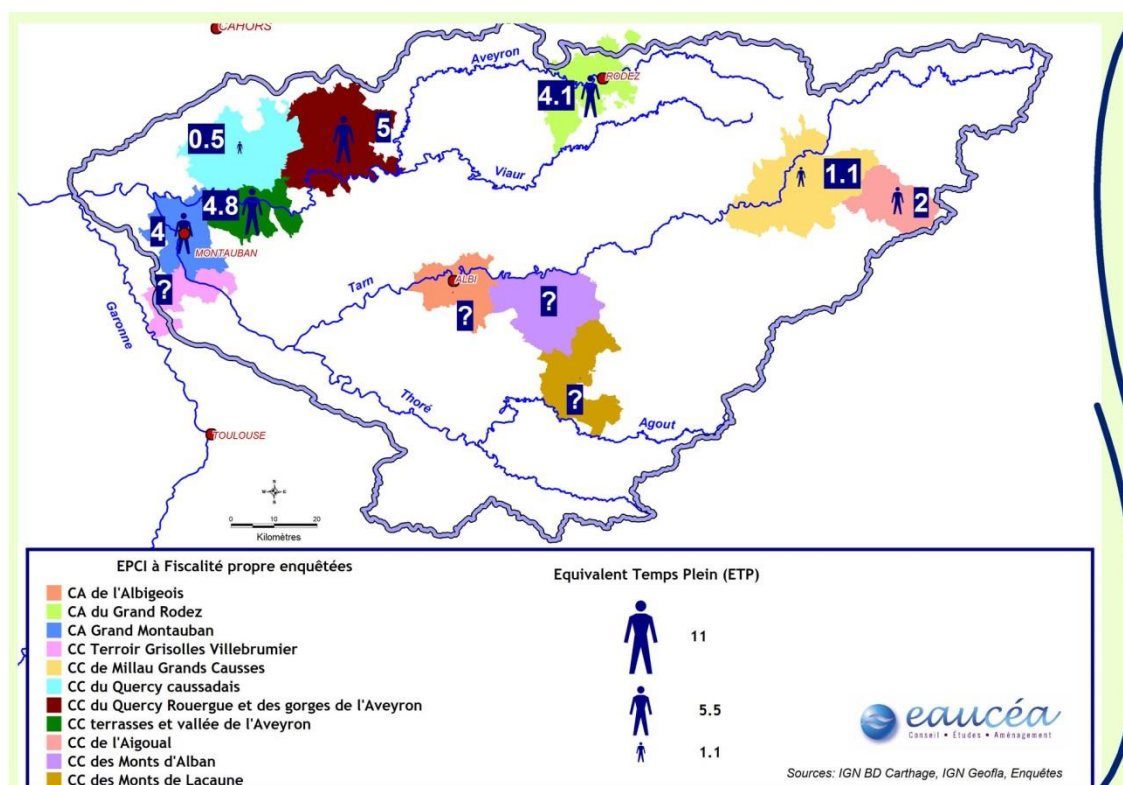 CAHORS
Aveyron
RODEZ
4.1
0.5
5
Viaur
1.1
2
4.8
4
MONTAUBAN
?
Tarn
ALBI
?
?
Garonne
Thoré
?
Agout
TOULOUSE
N
W E
S
0 10 20
Kilomètres
EPCI à Fiscalité propre enquêtées
CA de l'Albigeois
CA du Grand Rodez
CA Grand Montauban
CC Terroir Grisolles Villebrumier
CC de Millau Grands Causses
CC du Quercy caussadais
CC du Quercy Rouergue et des gorges de l'Aveyron
CC terrasses et vallée de l'Aveyron
CC de l'Aigoual
CC des Monts d'Alban
CC des Monts de Lacaune
Equivalent Temps Plein (ETP)
11
5.5
1.1
eaucéa
Conseil • Études • Aménagement
Sources: IGN BD Carthage, IGN Geofla, Enquêtes